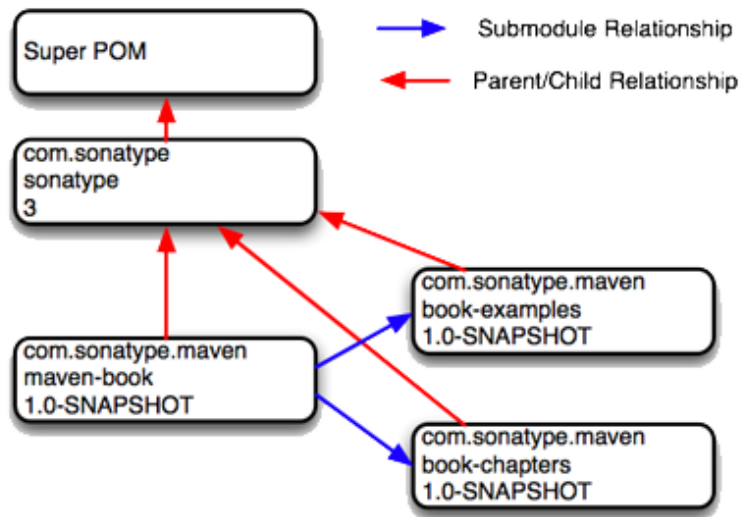 Super POM
Submodule Relationship
Parent/Child Relationship
com.sonatype
sonatype
3
com.sonatype.maven
book-examples
1.0-SNAPSHOT
com.sonatype.maven
maven-book
1.0-SNAPSHOT
com.sonatype.maven
book-chapters
1.0-SNAPSHOT